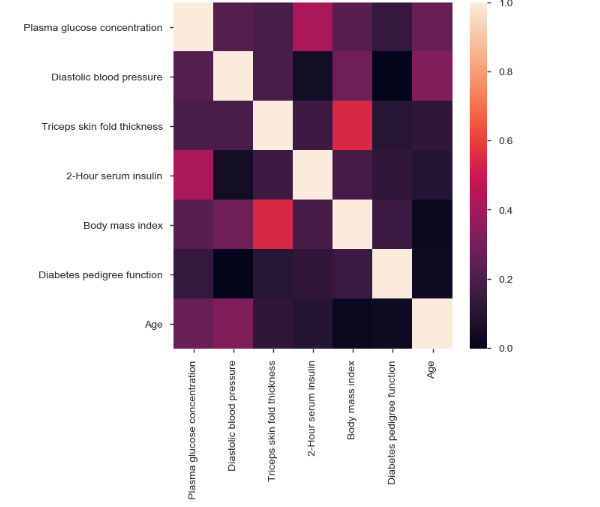 Plasma glucose concentration
Diastolic blood pressure
Triceps skin fold thickness
2-Hour serum insulin
Body mass index
Diabetes pedigree function
Age
1.0
0.8
0.6
0.4
0.2
0.0
Plasma glucose concentration
Diastolic blood pressure
Triceps skin fold thickness
2-Hour serum insulin
Body mass index
Diabetes pedigree function
Age